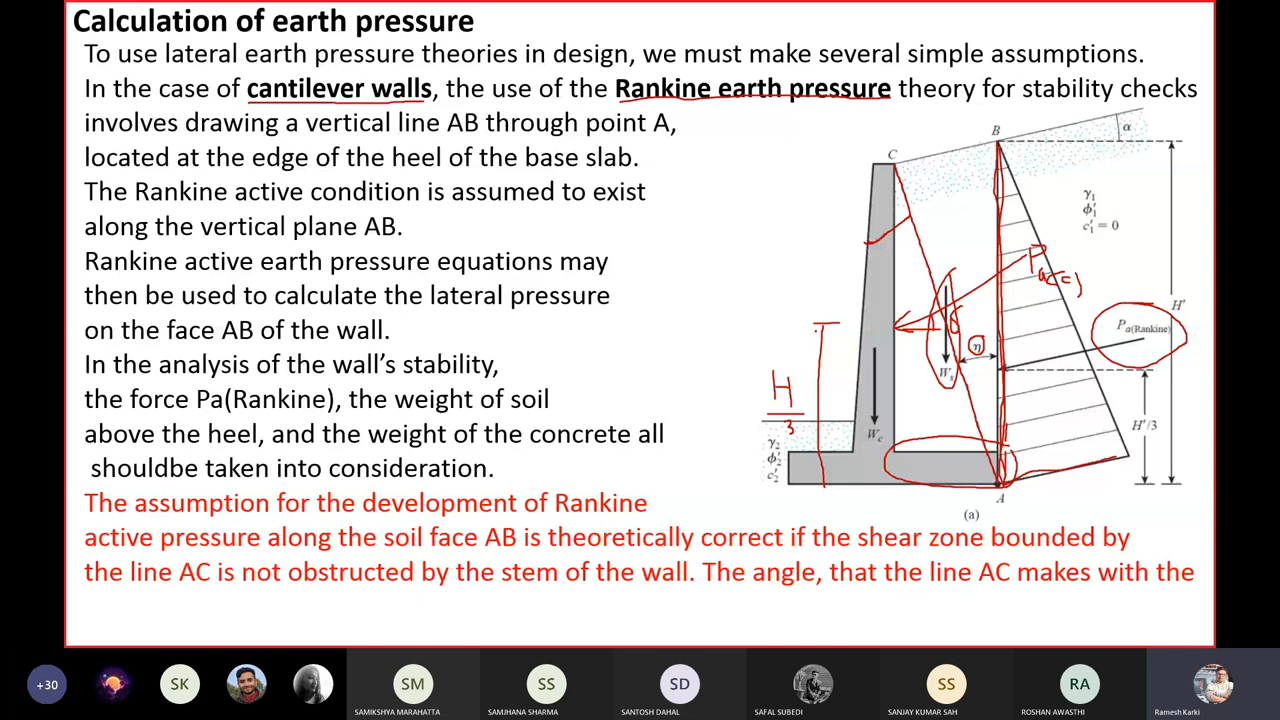 Calculation of earth pressure
To use lateral earth pressure theories in design, we must make several simple assumptions.
In the case of cantilever walls, the use of the Rankine earth pressure theory for stability checks
involves drawing a vertical line AB through point A,
located at the edge of the heel of the base slab.
The Rankine active condition is assumed to exist
along the vertical plane AB.
Rankine active earth pressure equations may
then be used to calculate the lateral pressure
on the face AB of the wall.
In the analysis of the wall's stability,
the force Pa(Rankine), the weight of soil
above the heel, and the weight of the concrete all
shouldbe taken into consideration.
The assumption for the development of Rankine
active pressure along the soil face AB is theoretically correct if the shear zone bounded by
the line AC is not obstructed by the stem of the wall. The angle, that the line AC makes with the
B
α
C
γ1
ϕ′1
c′1 = 0
Pa(c)
H′
Pa(Rankine)
η
Ws
H
3
H′/3
Wc
γ2
ϕ′2
c′2
A
(a)
+30
SK
SM
SS
SD
SS
RA
SAMIKSHYA MARAHATTA
SAMJHANA SHARMA
SANTOSH DAHAL
SAFAL SUBEDI
SANJAY KUMAR SAH
ROSHAN AWASTHI
Ramesh Karki